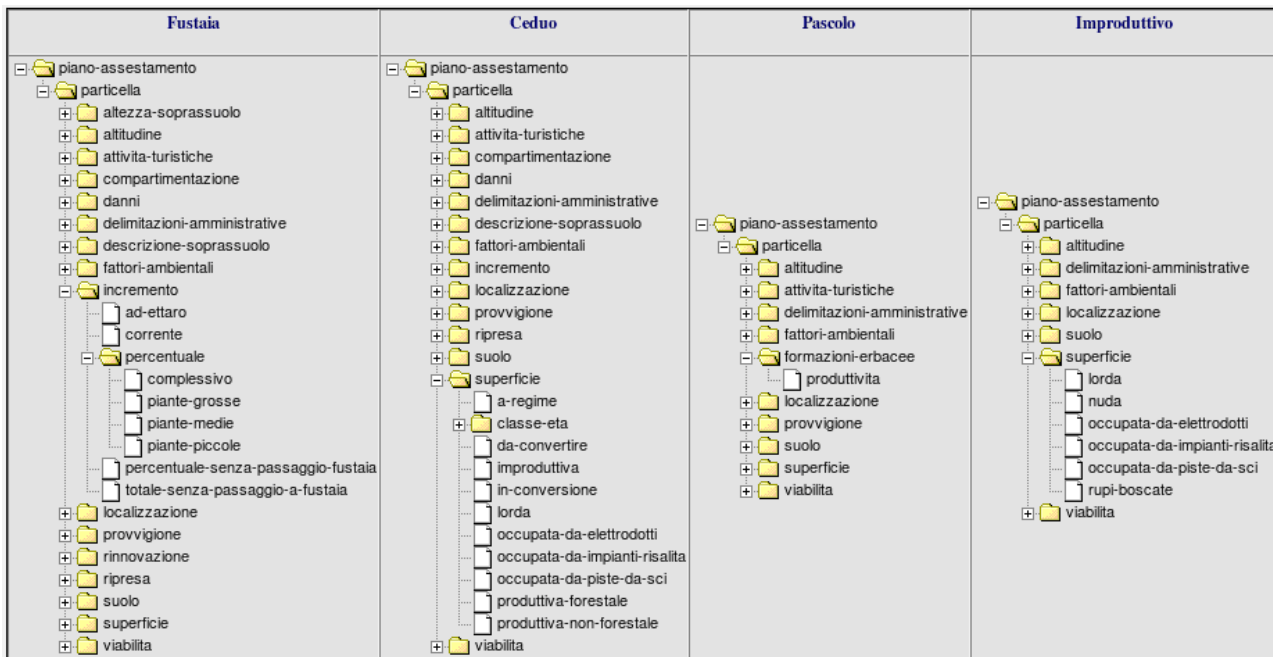 Fustaia
Ceduo
Pascolo
Improduttivo
piano-assestamento
particella
altezza-soprassuolo
altitudine
attivita-turistiche
compartimentazione
danni
delimitazioni-amministrative
descrizione-soprassuolo
fattori-ambientali
incremento
ad-ettaro
corrente
percentuale
complessivo
piante-grosse
piante-medie
piante-piccole
percentuale-senza-passaggio-fustaia
totale-senza-passaggio-a-fustaia
localizzazione
provvigione
rinnovazione
ripresa
suolo
superficie
viabilita
piano-assestamento
particella
altitudine
attivita-turistiche
compartimentazione
danni
delimitazioni-amministrative
descrizione-soprassuolo
fattori-ambientali
incremento
localizzazione
provvigione
ripresa
suolo
superficie
a-regime
classe-eta
da-convertire
improduttiva
in-conversione
lorda
occupata-da-elettrodotti
occupata-da-impianti-risalita
occupata-da-piste-da-sci
produttiva-forestale
produttiva-non-forestale
viabilita
piano-assestamento
particella
altitudine
attivita-turistiche
delimitazioni-amministrative
fattori-ambientali
formazioni-erbacee
produttivita
localizzazione
provvigione
suolo
superficie
viabilita
piano-assestamento
particella
altitudine
delimitazioni-amministrative
fattori-ambientali
localizzazione
suolo
superficie
lorda
nuda
occupata-da-elettrodotti
occupata-da-impianti-risalita
occupata-da-piste-da-sci
rupi-boscate
viabilita